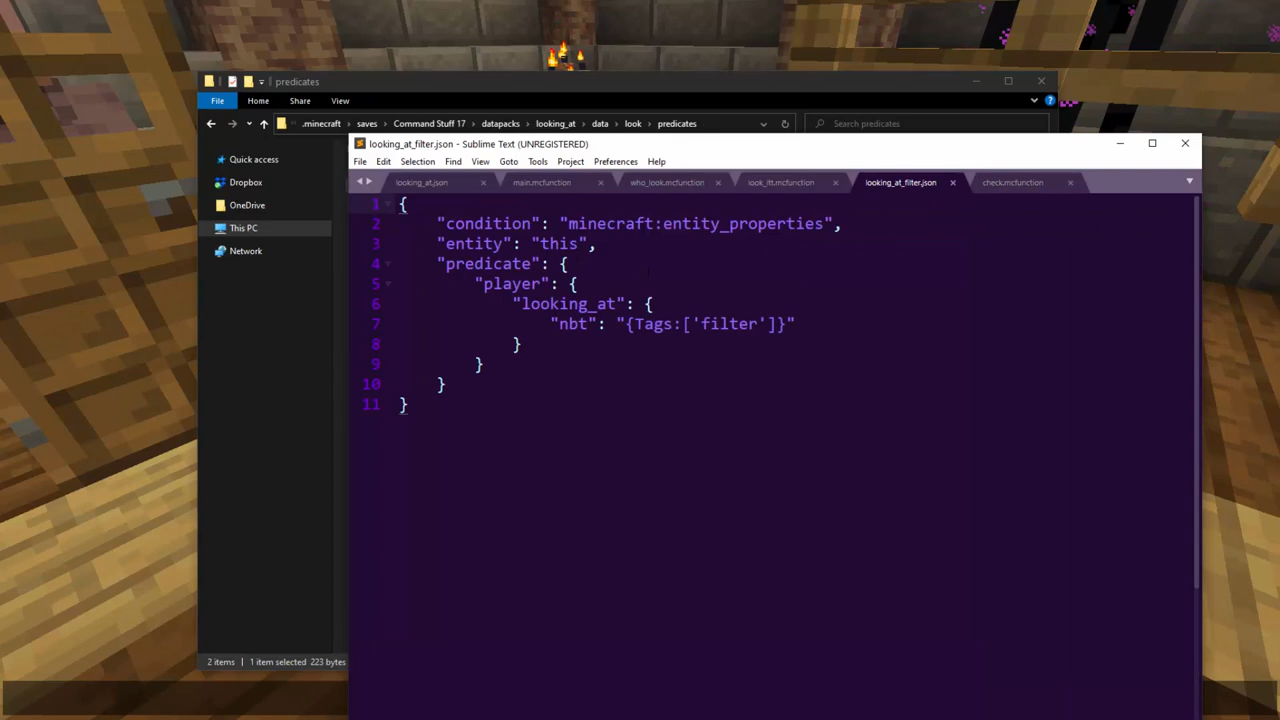 predicates
File Home Share View
.minecraft saves Command Stuff 17 datapacks looking_at data look predicates
Search predicates
Quick access
Dropbox
OneDrive
This PC
Network
2 items 1 item selected 223 bytes
looking_at_filter.json - Sublime Text (UNREGISTERED)
File Edit Selection Find View Goto Tools Project Preferences Help
looking_at.json main.mcfunction who_look.mcfunction look_itt.mcfunction looking_at_filter.json check.mcfunction
1 {
2 "condition": "minecraft:entity_properties",
3 "entity": "this",
4 "predicate": {
5 "player": {
6 "looking_at": {
7 "nbt": "{Tags:['filter']}"
8 }
9 }
10 }
11 }